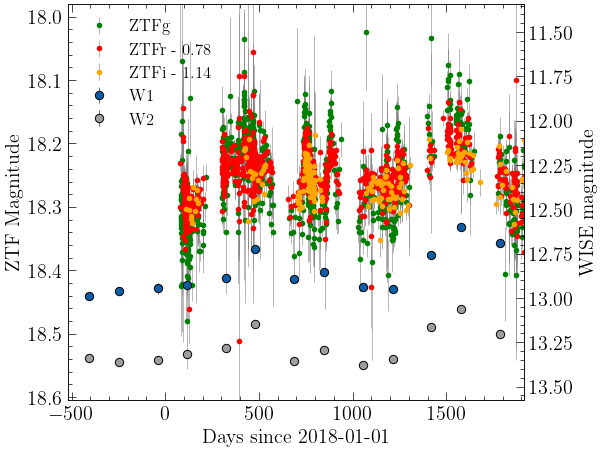 ZTFg
ZTFr - 0.78
ZTFi - 1.14
W1
W2
18.0
18.1
18.2
18.3
18.4
18.5
18.6
ZTF Magnitude
11.50
11.75
12.00
12.25
12.50
12.75
13.00
13.25
13.50
WISE magnitude
−500
0
500
1000
1500
Days since 2018-01-01